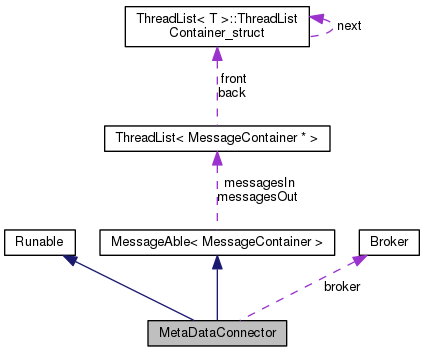 ThreadList< T >::ThreadList
Container_struct
next
front
back
ThreadList< MessageContainer * >
messagesIn
messagesOut
Runable
MessageAble< MessageContainer >
Broker
broker
MetaDataConnector